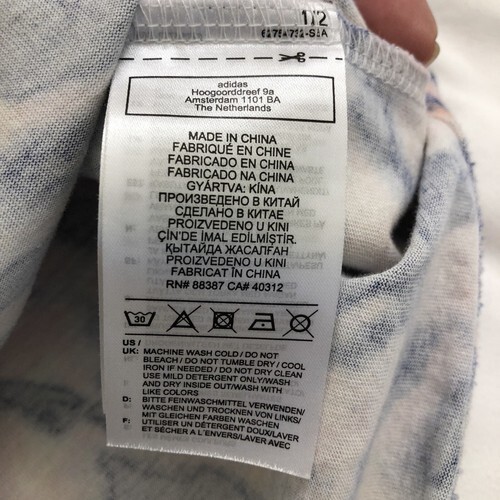 1/2
adidas
Hoogoorddreef 9a
Amsterdam 1101 BA
The Netherlands
MADE IN CHINA
FABRIQUÉ EN CHINE
FABRICADO EN CHINA
FABRICADO NA CHINA
GYÁRTVA: KÍNA
ПРОИЗВЕДЕНО В КИТАЙ
СДЕЛАНО В КИТАЕ
PROIZVEDENO U KINI
ÇİN'DE İMAL EDİLMİŞTİR.
ҚЫТАЙДА ЖАСАЛҒАН
PROIZVEDENO U KINI
FABRICAT ÎN CHINA
RN# 88387 CA# 40312
30
US /
UK: MACHINE WASH COLD / DO NOT
BLEACH / DO NOT TUMBLE DRY / COOL
IRON IF NEEDED / DO NOT DRY CLEAN
USE MILD DETERGENT ONLY/WASH
AND DRY INSIDE OUT/WASH WITH
LIKE COLORS
D: BITTE FEINWASCHMITTEL VERWENDEN/
WASCHEN UND TROCKNEN VON LINKS/
MIT GLEICHEN FARBEN WASCHEN
F: UTILISER UN DÉTERGENT DOUX/LAVER
ET SÉCHER A L´ENVERS/LAVER AVEC